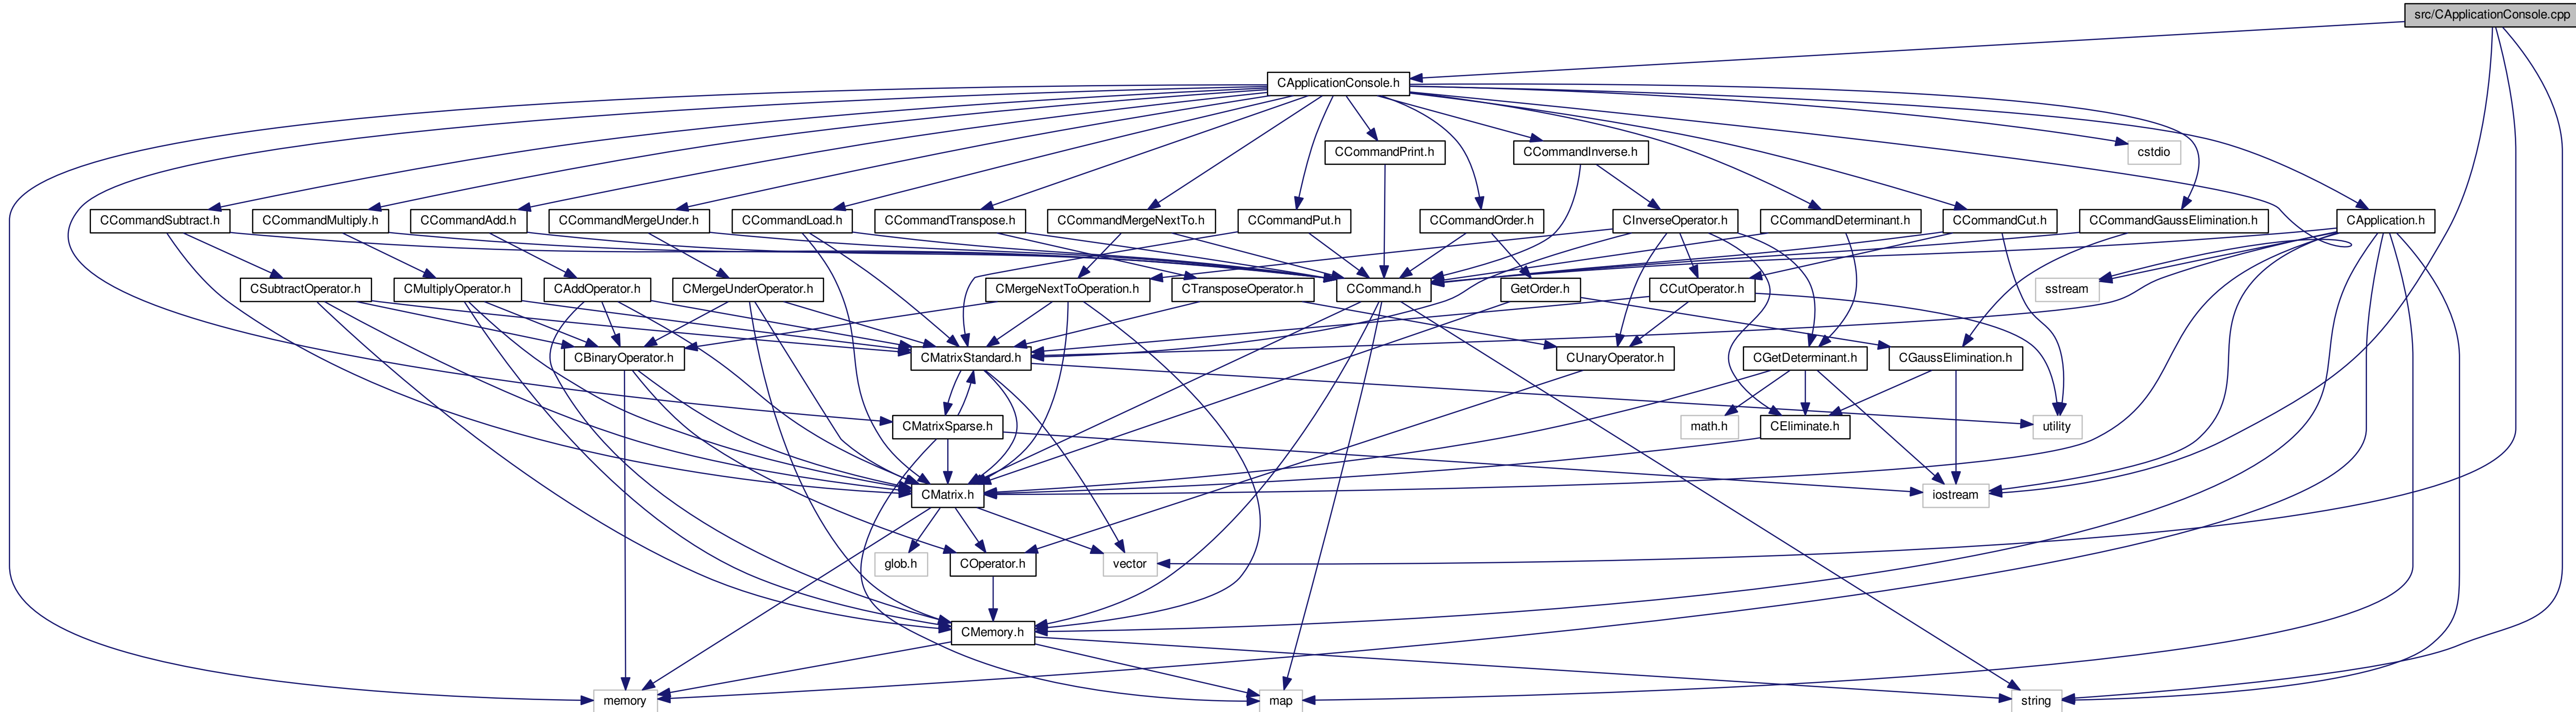 src/CApplicationConsole.cpp
CApplicationConsole.h
CCommandPrint.h
CCommandInverse.h
cstdio
CCommandSubtract.h
CCommandMultiply.h
CCommandAdd.h
CCommandMergeUnder.h
CCommandLoad.h
CCommandTranspose.h
CCommandMergeNextTo.h
CCommandPut.h
CCommandOrder.h
CInverseOperator.h
CCommandDeterminant.h
CCommandCut.h
CCommandGaussElimination.h
CApplication.h
CSubtractOperator.h
CMultiplyOperator.h
CAddOperator.h
CMergeUnderOperator.h
CMergeNextToOperation.h
CTransposeOperator.h
CCommand.h
GetOrder.h
CCutOperator.h
sstream
CBinaryOperator.h
CMatrixStandard.h
CUnaryOperator.h
CGetDeterminant.h
CGaussElimination.h
CMatrixSparse.h
math.h
CEliminate.h
utility
CMatrix.h
iostream
glob.h
COperator.h
vector
CMemory.h
memory
map
string